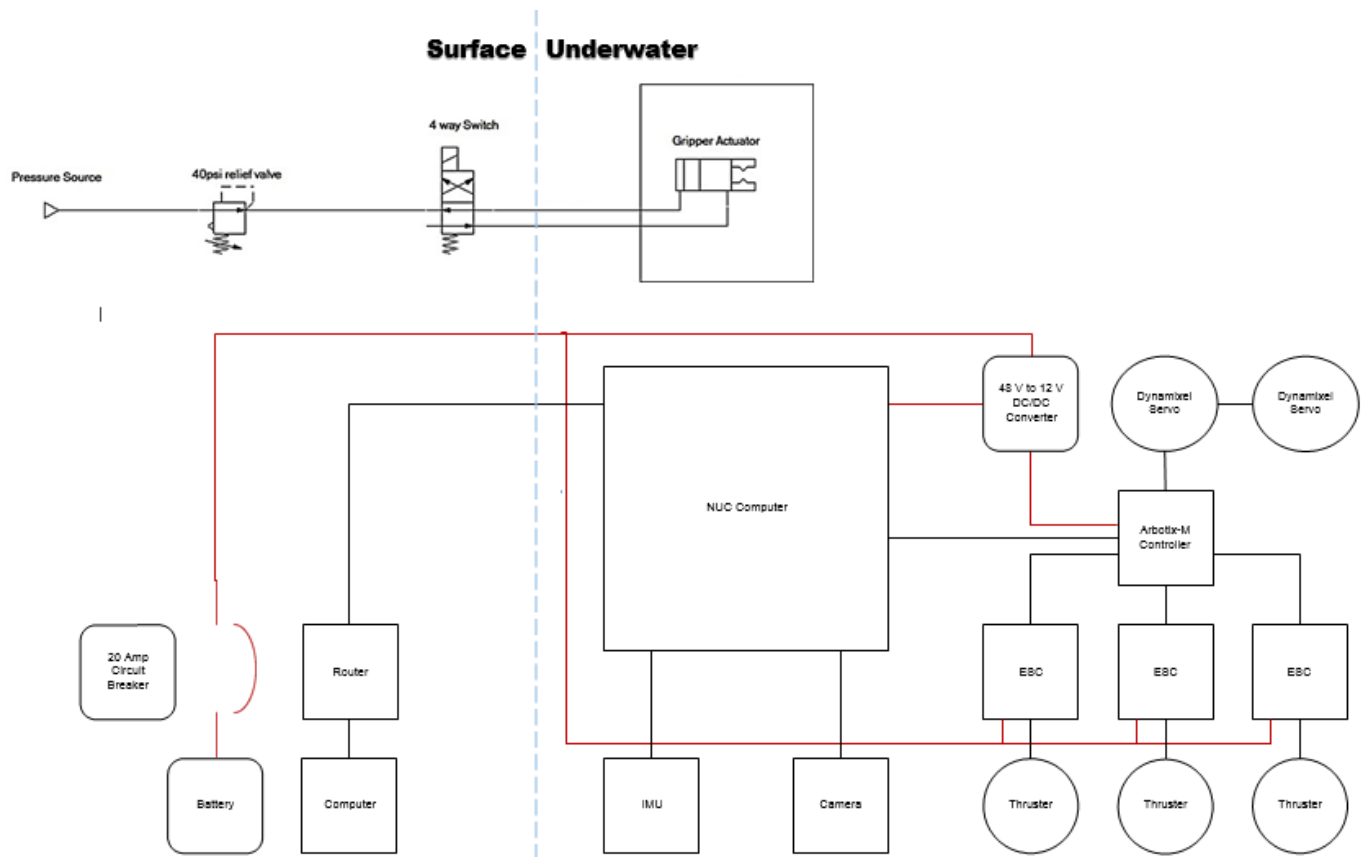 Surface Underwater
4 way Switch
Gripper Actuator
Pressure Source
40psi relief valve
48 V to 12 V
DC/DC
Converter
Dynamixel
Servo
Dynamixel
Servo
NUC Computer
Arbotix-M
Controller
20 Amp
Circuit
Breaker
Router
ESC
ESC
ESC
Battery
Computer
IMU
Camera
Thruster
Thruster
Thruster